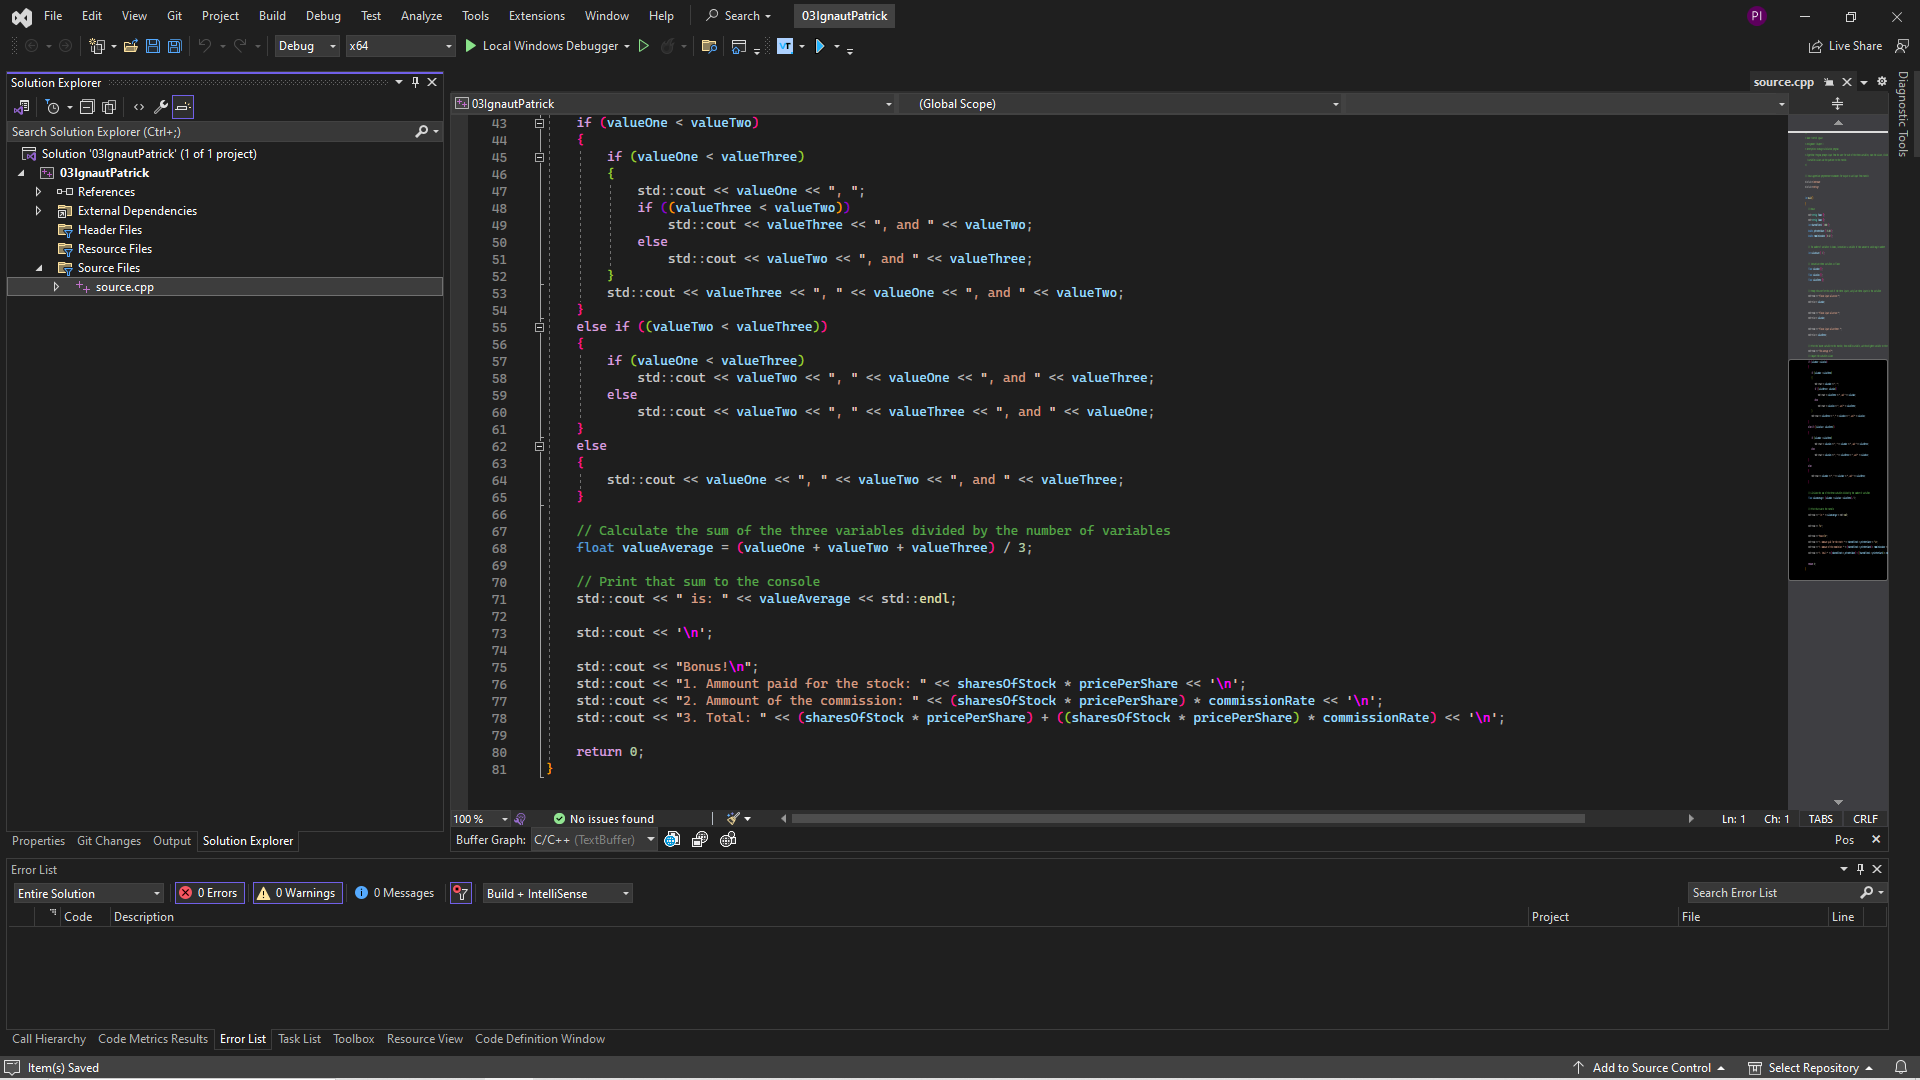 File Edit View Git Project Build Debug Test Analyze Tools Extensions Window Help Search 03IgnautPatrick PI
Debug x64 Local Windows Debugger Live Share
Solution Explorer
Search Solution Explorer (Ctrl+;)
Solution '03IgnautPatrick' (1 of 1 project)
03IgnautPatrick
References
External Dependencies
Header Files
Resource Files
Source Files
source.cpp
Properties Git Changes Output Solution Explorer
source.cpp
Diagnostic Tools
03IgnautPatrick (Global Scope)
43 if (valueOne < valueTwo)
44 {
45 if (valueOne < valueThree)
46 {
47 std::cout << valueOne << ", ";
48 if ((valueThree < valueTwo))
49 std::cout << valueThree << ", and " << valueTwo;
50 else
51 std::cout << valueTwo << ", and " << valueThree;
52 }
53 std::cout << valueThree << ", " << valueOne << ", and " << valueTwo;
54 }
55 else if ((valueTwo < valueThree))
56 {
57 if (valueOne < valueThree)
58 std::cout << valueTwo << ", " << valueOne << ", and " << valueThree;
59 else
60 std::cout << valueTwo << ", " << valueThree << ", and " << valueOne;
61 }
62 else
63 {
64 std::cout << valueOne << ", " << valueTwo << ", and " << valueThree;
65 }
66
67 // Calculate the sum of the three variables divided by the number of variables
68 float valueAverage = (valueOne + valueTwo + valueThree) / 3;
69
70 // Print that sum to the console
71 std::cout << " is: " << valueAverage << std::endl;
72
73 std::cout << '\n';
74
75 std::cout << "Bonus!\n";
76 std::cout << "1. Ammount paid for the stock: " << sharesOfStock * pricePerShare << '\n';
77 std::cout << "2. Amount of the commission: " << (sharesOfStock * pricePerShare) * commissionRate << '\n';
78 std::cout << "3. Total: " << (sharesOfStock * pricePerShare) + ((sharesOfStock * pricePerShare) * commissionRate) << '\n';
79
80 return 0;
81 }
100 % No issues found Ln: 1 Ch: 1 TABS CRLF
Buffer Graph: C/C++ (TextBuffer) Pos
Error List
Entire Solution 0 Errors 0 Warnings 0 Messages Build + IntelliSense Search Error List
Code Description Project File Line
Call Hierarchy Code Metrics Results Error List Task List Toolbox Resource View Code Definition Window
Item(s) Saved Add to Source Control Select Repository